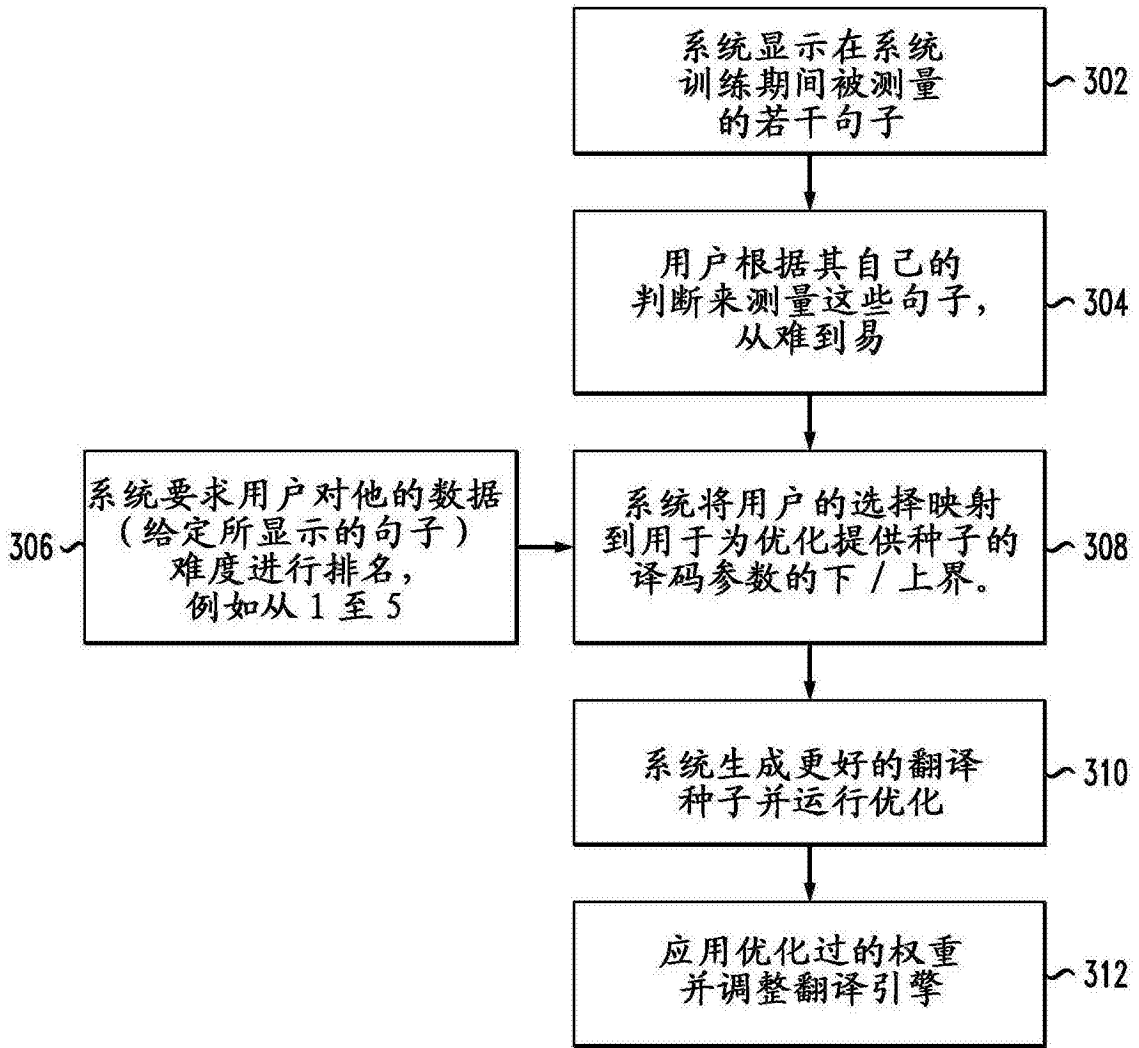 系统显示在系统
训练期间被测量
的若干句子
302
用户根据其自己的
判断来测量这些句子，
从难到易
304
系统要求用户对他的数据
（给定所显示的句子）
难度进行排名，
例如从1至5
306
系统将用户的选择映射
到用于为优化提供种子的
译码参数的下/上界。
308
系统生成更好的翻译
种子并运行优化
310
应用优化过的权重
并调整翻译引擎
312